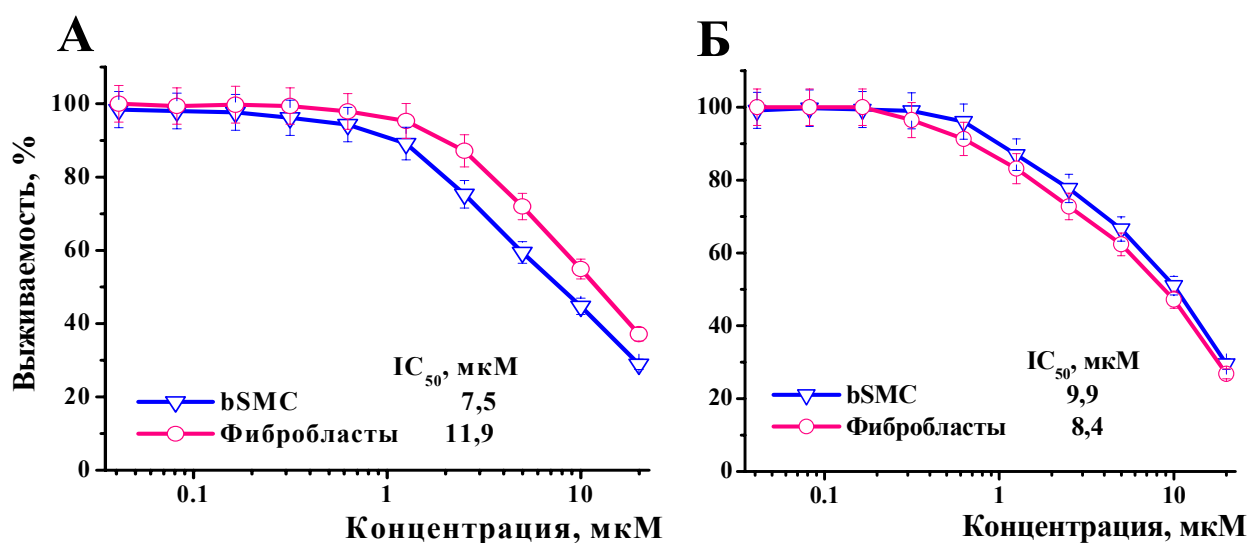 А
Выживаемость, %
100
80
60
40
20
0
IC50, мкМ
bSMC 7,5
Фибробласты 11,9
0.1 1 10
Концентрация, мкМ
Б
100
80
60
40
20
0
IC50, мкМ
bSMC 9,9
Фибробласты 8,4
0.1 1 10
Концентрация, мкМ